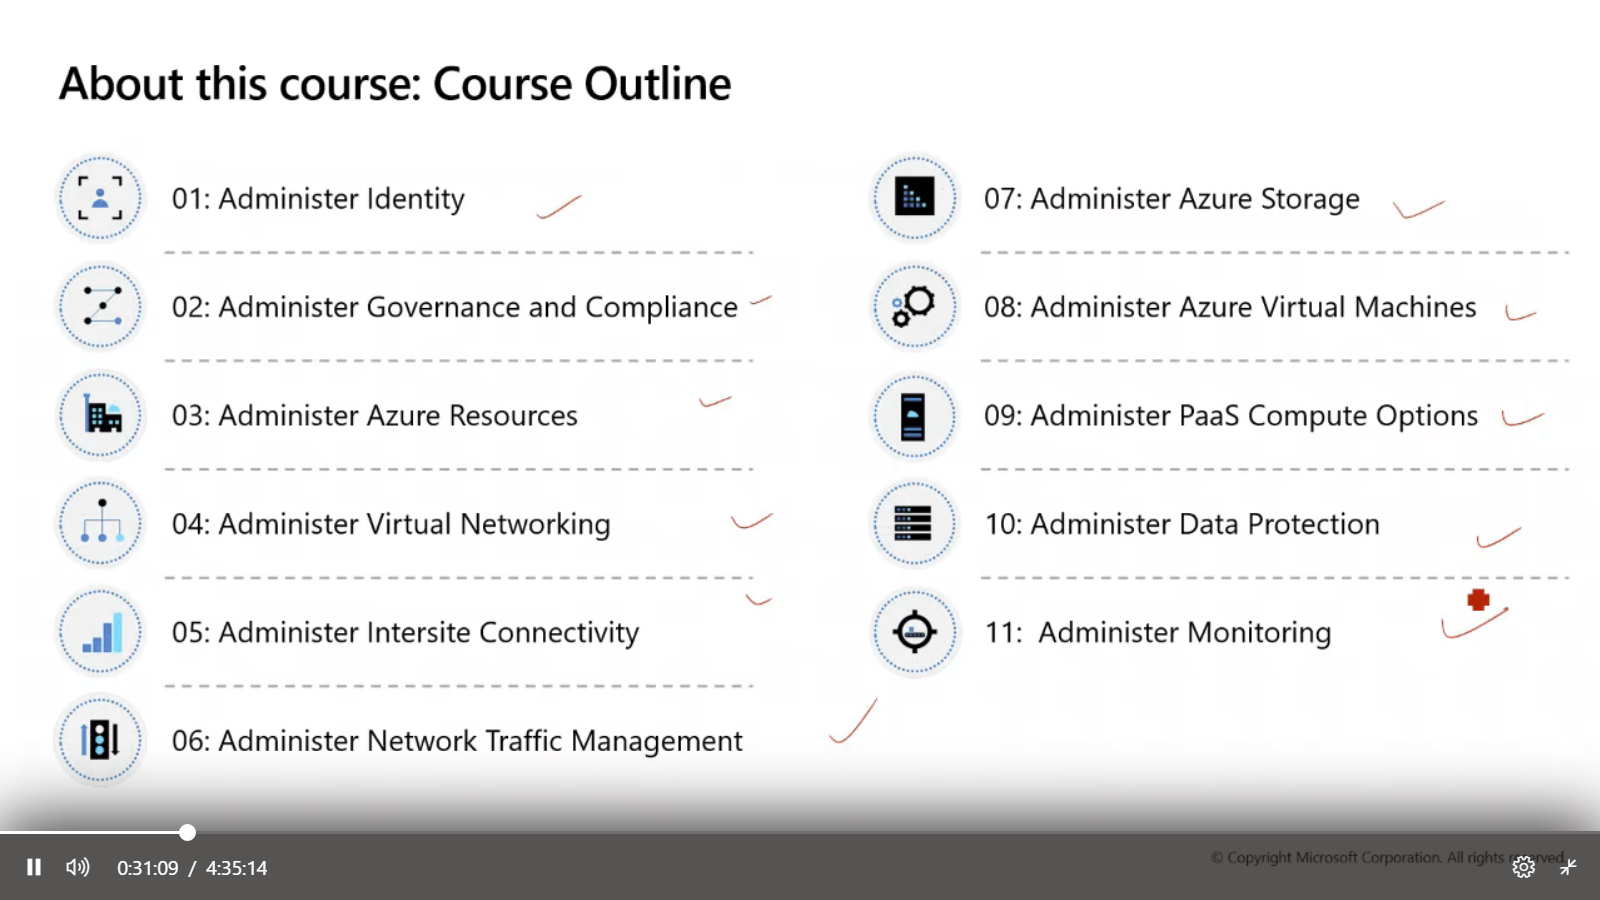 About this course: Course Outline
01: Administer Identity
02: Administer Governance and Compliance
03: Administer Azure Resources
04: Administer Virtual Networking
05: Administer Intersite Connectivity
06: Administer Network Traffic Management
07: Administer Azure Storage
08: Administer Azure Virtual Machines
09: Administer PaaS Compute Options
10: Administer Data Protection
11: Administer Monitoring
© Copyright Microsoft Corporation. All rights reserved.
0:31:09 / 4:35:14